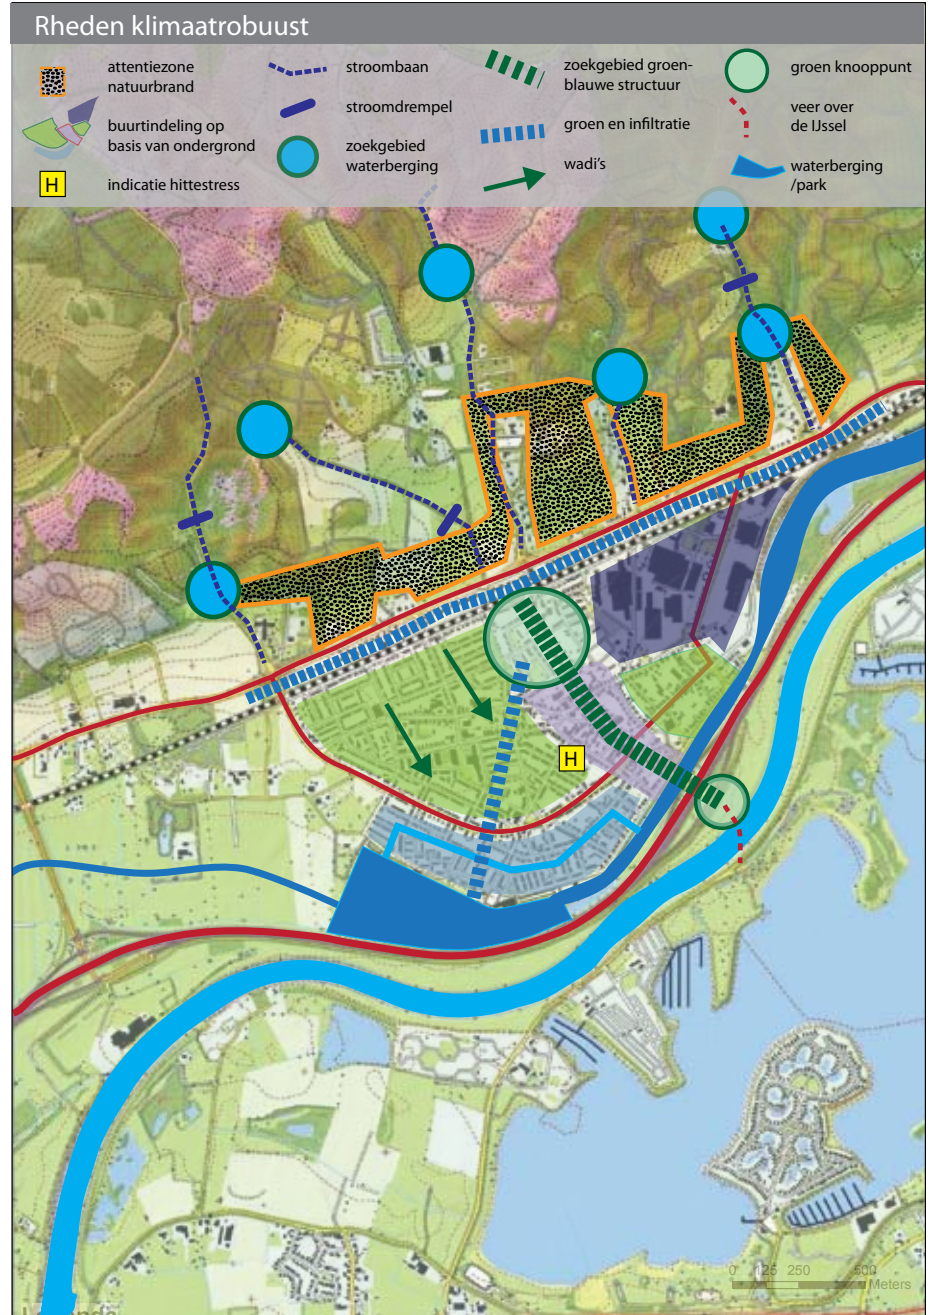 Rheden klimaatrobuust
attentiezone
natuurbrand
buurtindeling op
basis van ondergrond
H
indicatie hittestress
stroombaan
stroomdrempel
zoekgebied
waterberging
zoekgebied groen-
blauwe structuur
groen en infiltratie
wadi's
groen knooppunt
veer over
de IJssel
waterberging
/park
H
0 125 250 500
Meters